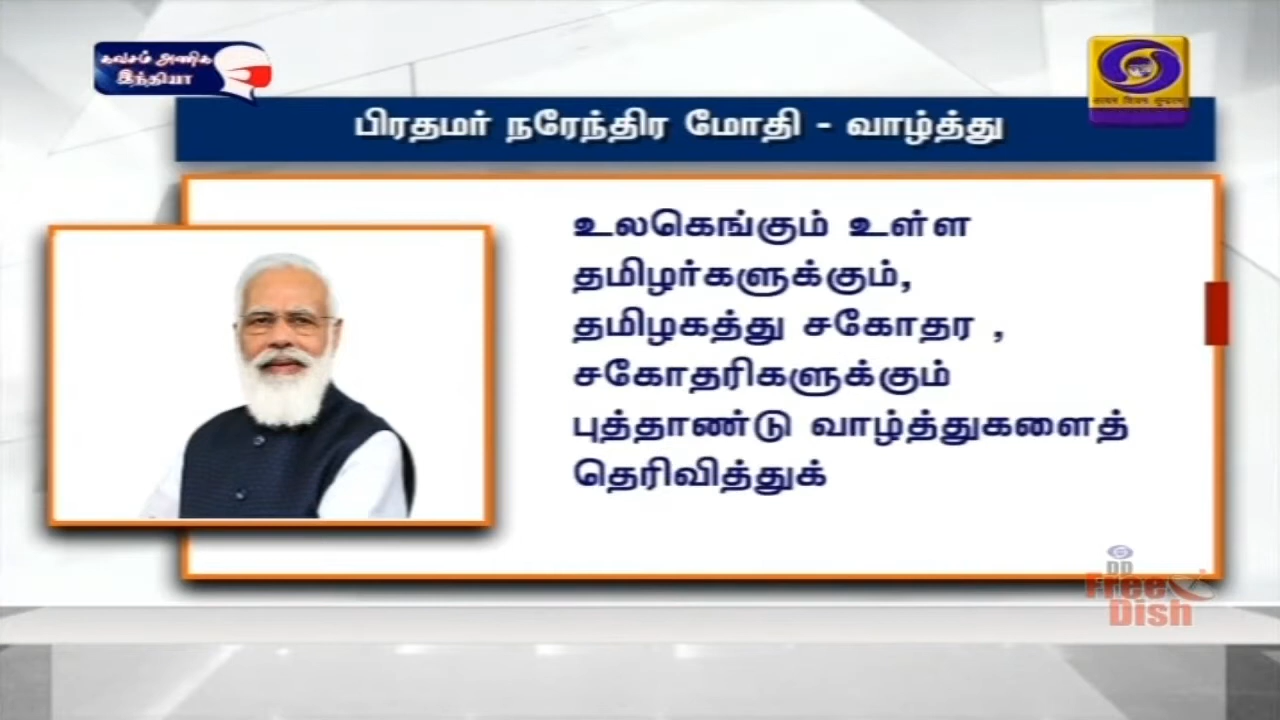 கவசம் அணிக
இந்தியா
பிரதமர் நரேந்திர மோதி - வாழ்த்து
உலகெங்கும் உள்ள
தமிழர்களுக்கும்,
தமிழகத்து சகோதர ,
சகோதரிகளுக்கும்
புத்தாண்டு வாழ்த்துகளைத்
தெரிவித்துக்
DD
Free
Dish